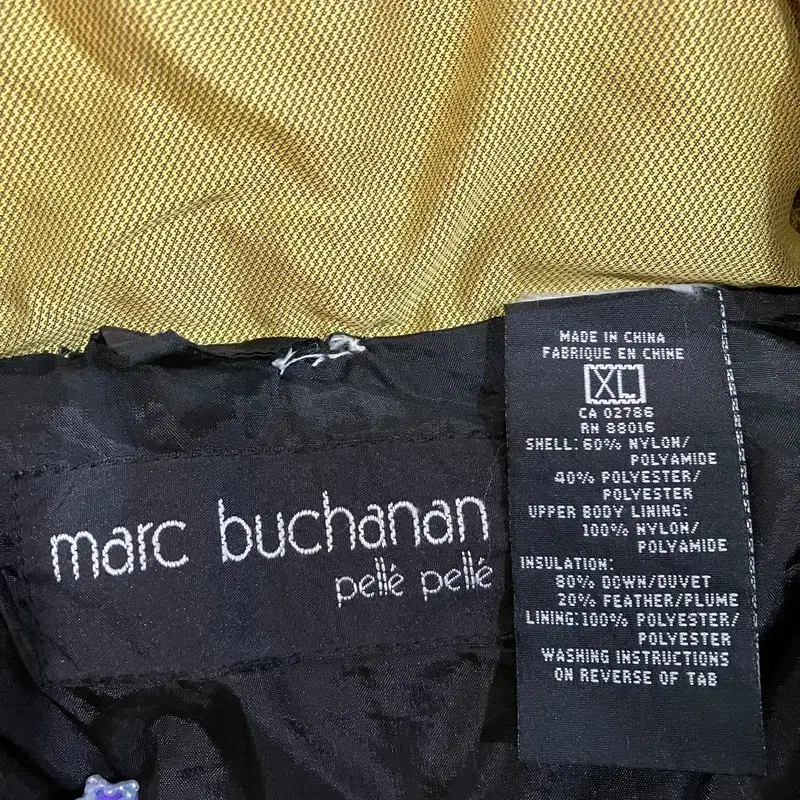 marc buchanan
pellé pellé
MADE IN CHINA
FABRIQUE EN CHINE
XL
CA 02786
RN 88016
SHELL: 60% NYLON/
POLYAMIDE
40% POLYESTER/
POLYESTER
UPPER BODY LINING:
100% NYLON/
POLYAMIDE
INSULATION:
80% DOWN/DUVET
20% FEATHER/PLUME
LINING:100% POLYESTER/
POLYESTER
WASHING INSTRUCTIONS
ON REVERSE OF TAB